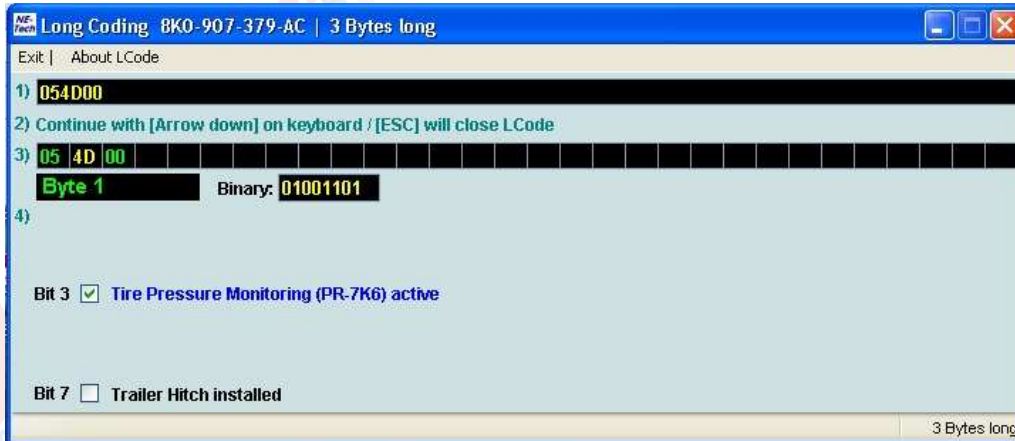 NE-Tech Long Coding 8K0-907-379-AC | 3 Bytes long
Exit | About LCode
1) 054D00
2) Continue with [Arrow down] on keyboard / [ESC] will close LCode
3) 05 4D 00
Byte 1 Binary: 01001101
4)
Bit 3 Tire Pressure Monitoring (PR-7K6) active
Bit 7 Trailer Hitch installed
3 Bytes long